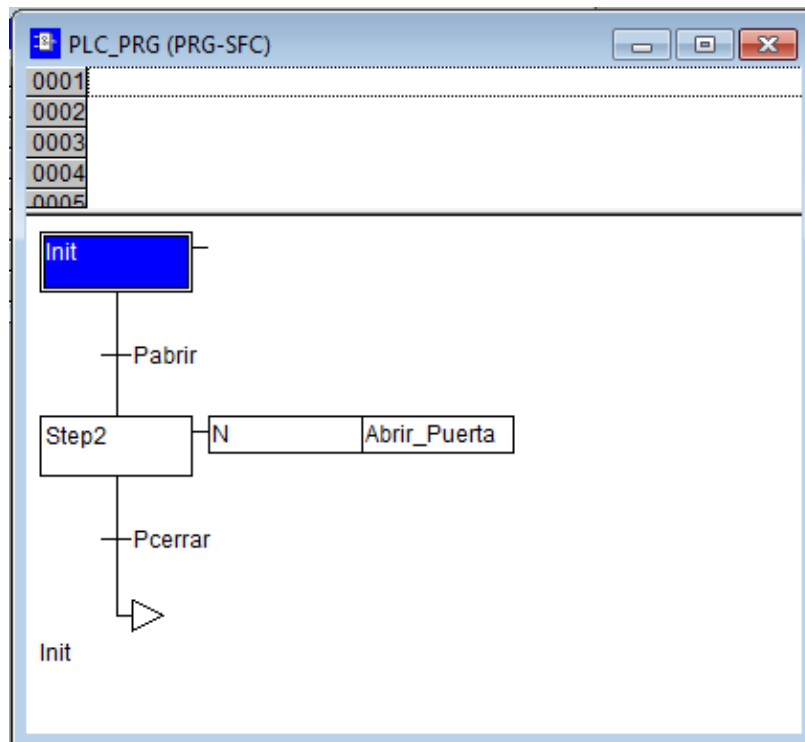 PLC_PRG (PRG-SFC)
0001
0002
0003
0004
0005
Init
Pabrir
Step2 N Abrir_Puerta
Pcerrar
Init